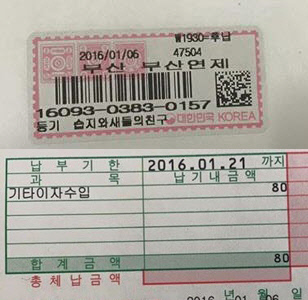 ₩1930-후납
2016/01/06 47504
부산 부산연제
16093-0383-0157
등기 습지와새들의친구 대한민국 KOREA
납부기한 2016.01.21 까지
과목 납기내금액
기타이자수입 80
합계금액 80
총체납금액
2016 년 01 월 06 일